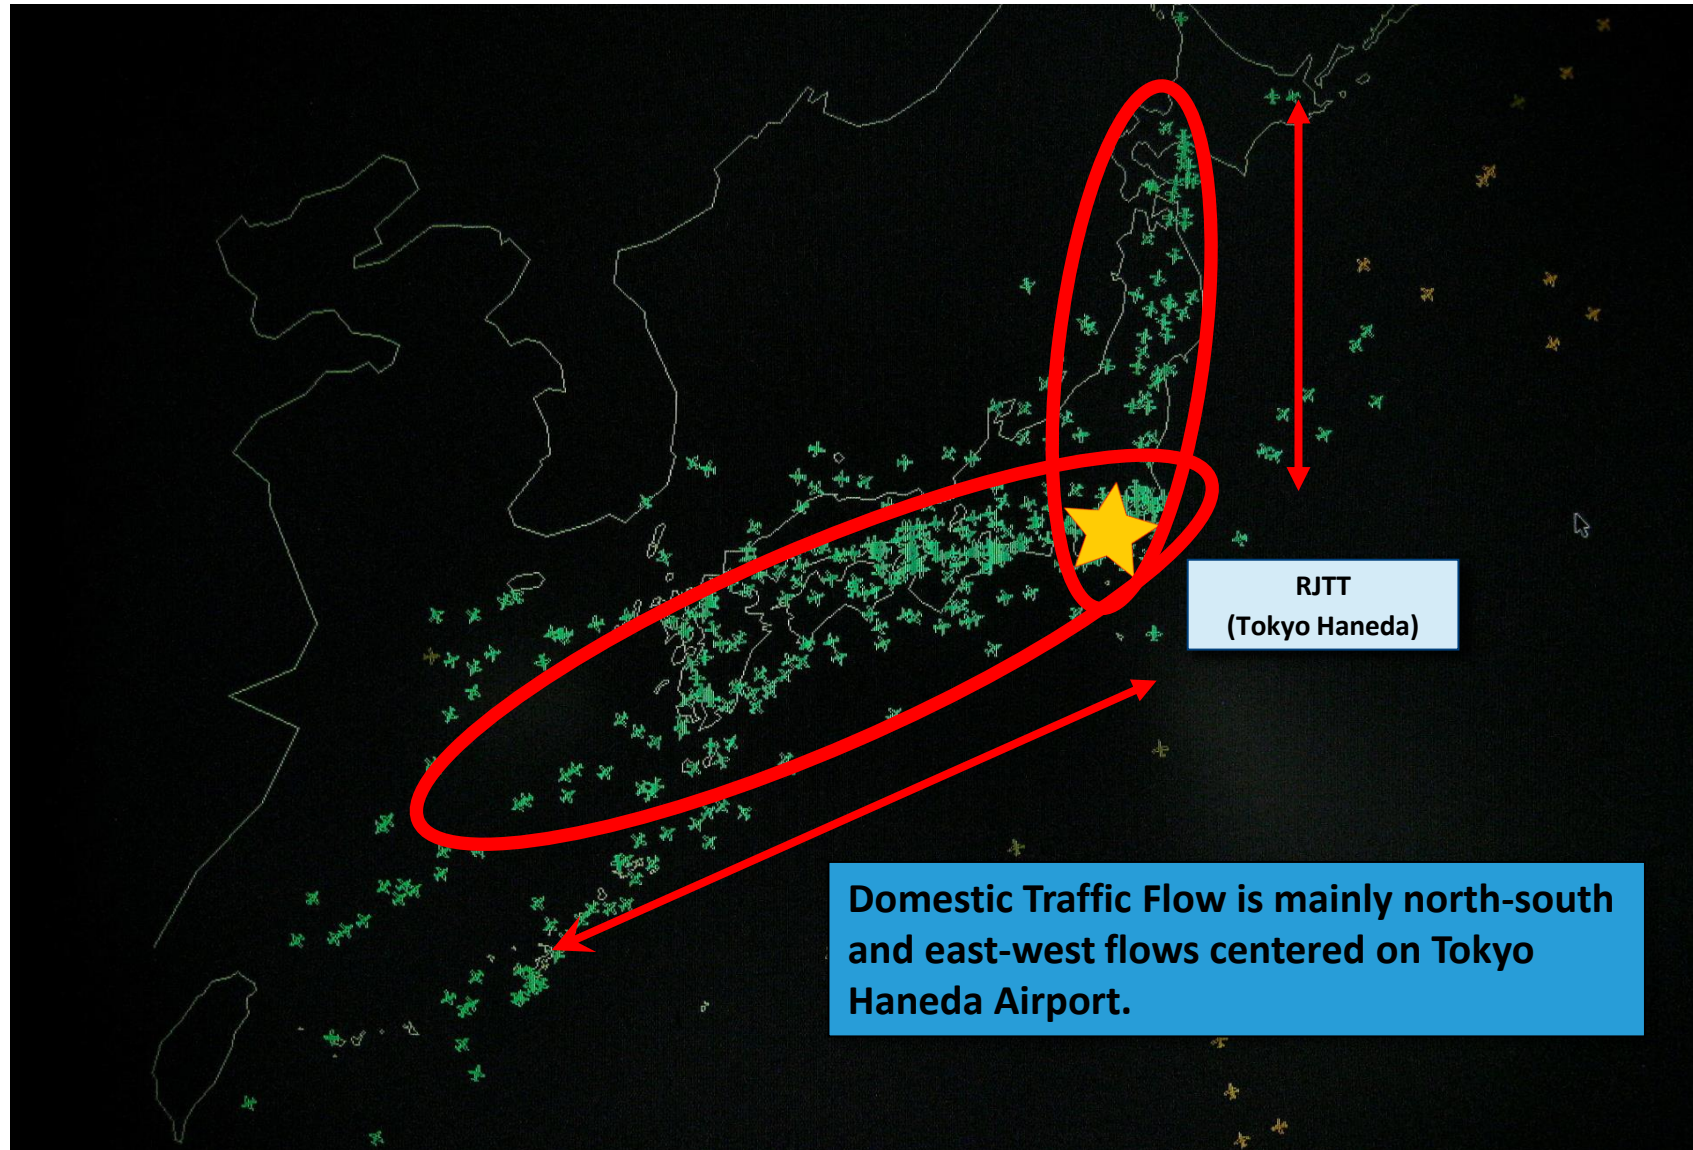 RJTT
(Tokyo Haneda)
Domestic Traffic Flow is mainly north-south
and east-west flows centered on Tokyo
Haneda Airport.